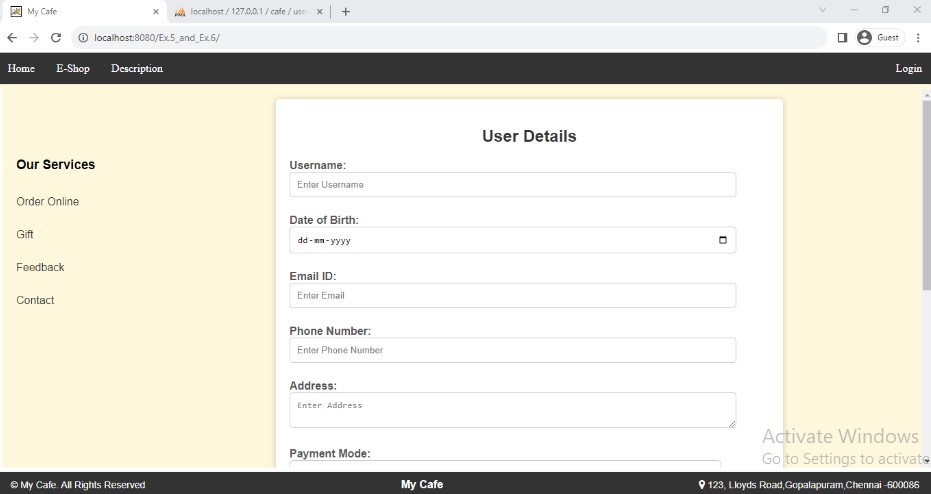 My Cafe
localhost / 127.0.0.1 / cafe / use
localhost:8080/Ex.5_and_Ex.6/
Guest
Home E-Shop Description Login
User Details
Our Services
Username:
Enter Username
Order Online
Date of Birth:
Gift
dd-mm-yyyy
Feedback
Email ID:
Enter Email
Contact
Phone Number:
Enter Phone Number
Address:
Enter Address
Activate Windows
Payment Mode:
Go to Settings to activate
© My Cafe. All Rights Reserved My Cafe 123, Lloyds Road,Gopalapuram,Chennai -600086